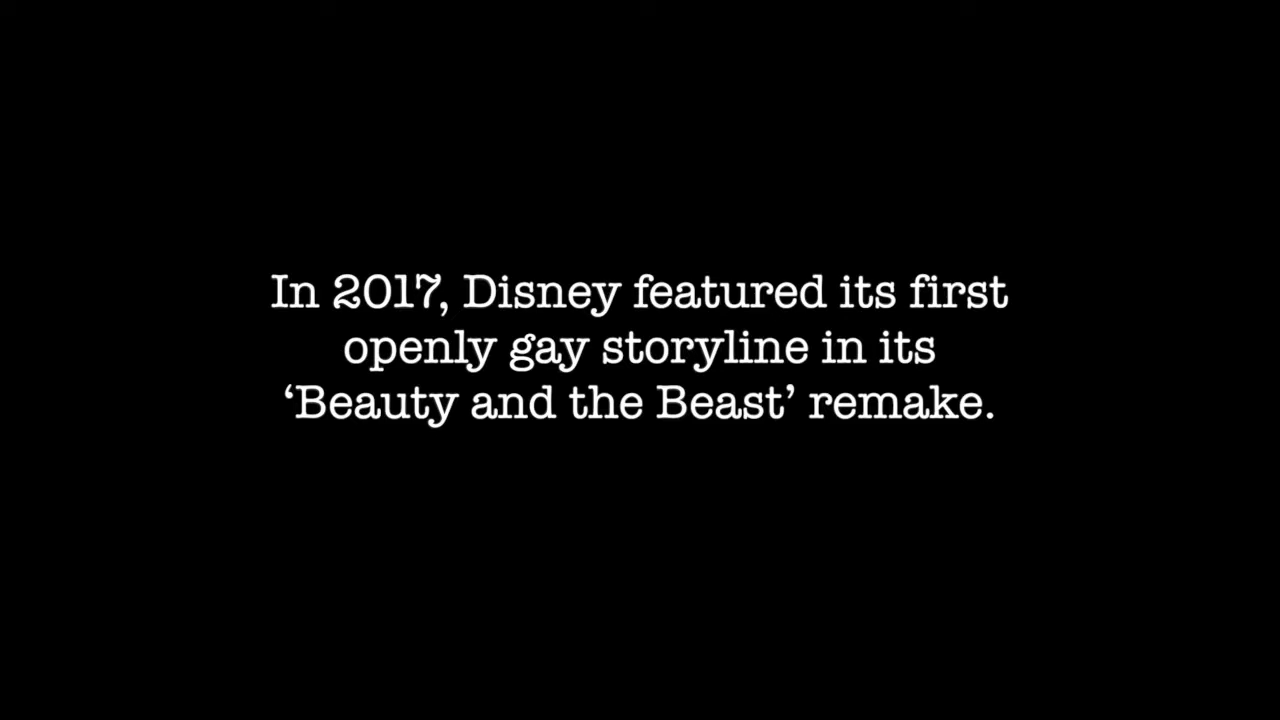 In 2017, Disney featured its first
openly gay storyline in its
‘Beauty and the Beast’ remake.